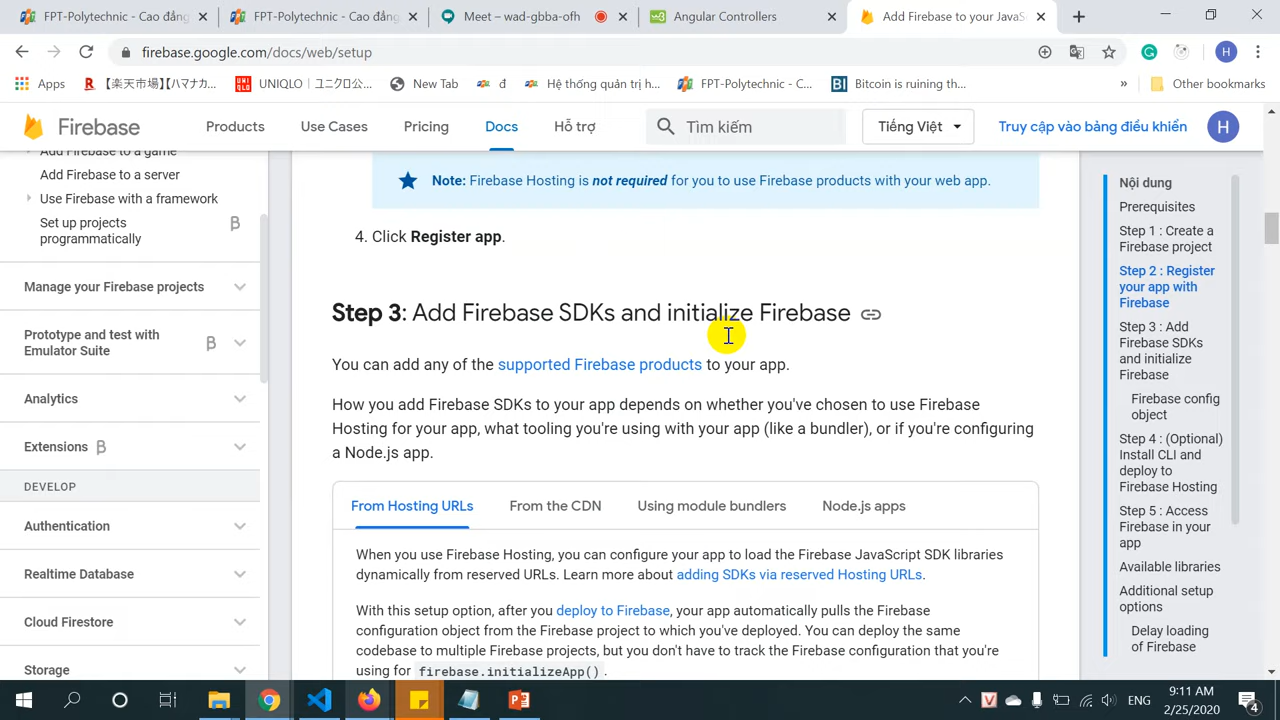 FPT-Polytechnic - Cao đẳng
FPT-Polytechnic - Cao đẳng
Meet – wad-gbba-ofh
Angular Controllers
Add Firebase to your JavaS
firebase.google.com/docs/web/setup
H
Apps
【楽天市場】【ハマナカ...
UNIQLO｜ユニクロ公...
New Tab
đ
Hệ thống quản trị h...
FPT-Polytechnic - C...
BI
Bitcoin is ruining th...
»
Other bookmarks
Firebase
Products
Use Cases
Pricing
Docs
Hỗ trợ
Tìm kiếm
Tiếng Việt
Truy cập vào bảng điều khiển
H
Add Firebase to a game
Add Firebase to a server
Use Firebase with a framework
Set up projects
programmatically
Manage your Firebase projects
Prototype and test with
Emulator Suite
Analytics
Extensions
DEVELOP
Authentication
Realtime Database
Cloud Firestore
Storage
Note: Firebase Hosting is not required for you to use Firebase products with your web app.
4. Click Register app.
Step 3: Add Firebase SDKs and initialize Firebase
You can add any of the supported Firebase products to your app.
How you add Firebase SDKs to your app depends on whether you've chosen to use Firebase
Hosting for your app, what tooling you're using with your app (like a bundler), or if you're configuring
a Node.js app.
From Hosting URLs
From the CDN
Using module bundlers
Node.js apps
When you use Firebase Hosting, you can configure your app to load the Firebase JavaScript SDK libraries
dynamically from reserved URLs. Learn more about adding SDKs via reserved Hosting URLs.
With this setup option, after you deploy to Firebase, your app automatically pulls the Firebase
configuration object from the Firebase project to which you've deployed. You can deploy the same
codebase to multiple Firebase projects, but you don't have to track the Firebase configuration that you're
using for firebase.initializeApp() .
Nội dung
Prerequisites
Step 1 : Create a
Firebase project
Step 2 : Register
your app with
Firebase
Step 3 : Add
Firebase SDKs
and initialize
Firebase
Firebase config
object
Step 4 : (Optional)
Install CLI and
deploy to
Firebase Hosting
Step 5 : Access
Firebase in your
app
Available libraries
Additional setup
options
Delay loading
of Firebase
ENG
9:11 AM
2/25/2020
4